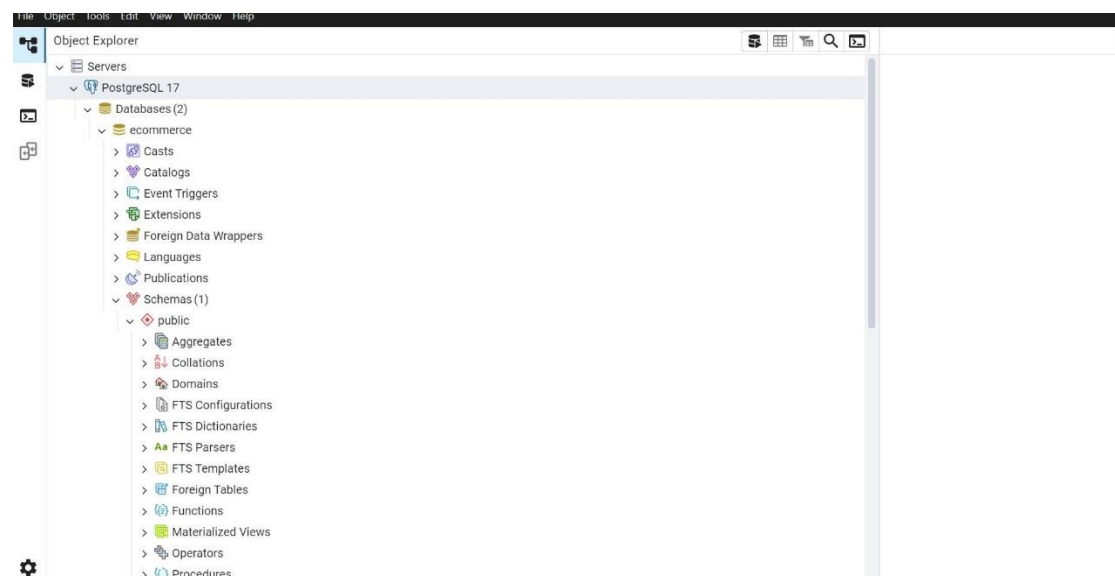 File Object Tools Edit View Window Help
Object Explorer
Servers
PostgreSQL 17
Databases (2)
ecommerce
Casts
Catalogs
Event Triggers
Extensions
Foreign Data Wrappers
Languages
Publications
Schemas (1)
public
Aggregates
Collations
Domains
FTS Configurations
FTS Dictionaries
Aa FTS Parsers
FTS Templates
Foreign Tables
Functions
Materialized Views
Operators
Procedures